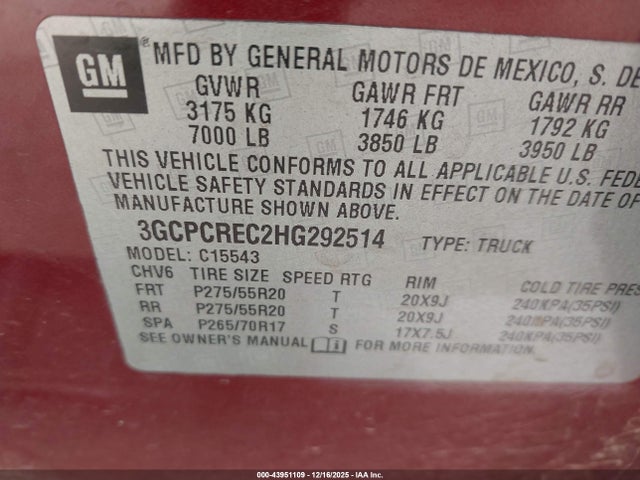 GM
®
MFD BY GENERAL MOTORS DE MEXICO, S. DE
GVWR GAWR FRT GAWR RR
3175 KG 1746 KG 1792 KG
7000 LB 3850 LB 3950 LB
THIS VEHICLE CONFORMS TO ALL APPLICABLE U.S. FEDE
VEHICLE SAFETY STANDARDS IN EFFECT ON THE DATE OF
MANUFACTURE SHOWN ABOVE.
3GCPCREC2HG292514 TYPE: TRUCK
MODEL: C15543
CHV6 TIRE SIZE SPEED RTG RIM COLD TIRE PRES
FRT P275/55R20 T 20X9J 240KPA(35PSI)
RR P275/55R20 T 20X9J 240KPA(35PSI)
SPA P265/70R17 S 17X7.5J 240KPA(35PSI)
SEE OWNER'S MANUAL FOR MORE INFORMATION.
000-43951109 - 12/16/2025 - IAAI, Inc.